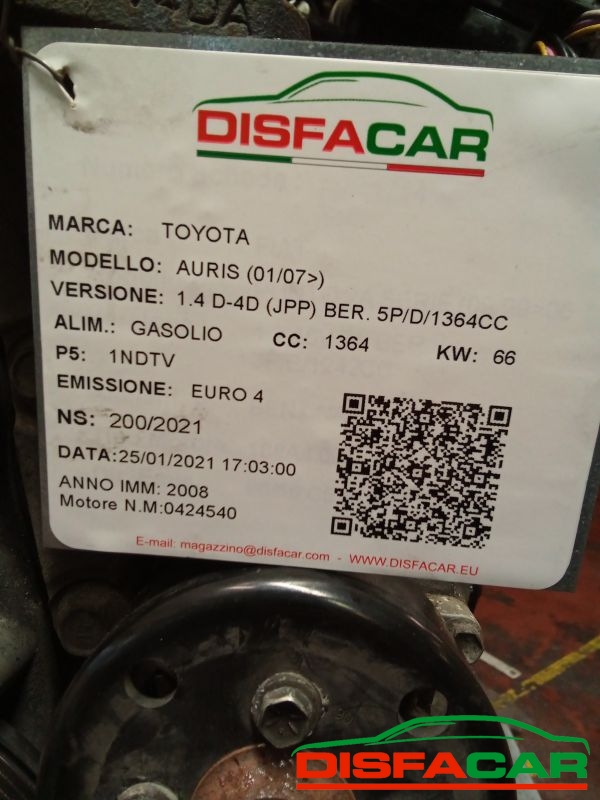 DISFACAR
MARCA: TOYOTA
MODELLO: AURIS (01/07>)
VERSIONE: 1.4 D-4D (JPP) BER. 5P/D/1364CC
ALIM.: GASOLIO CC: 1364 KW: 66
P5: 1NDTV
EMISSIONE: EURO 4
NS: 200/2021
DATA:25/01/2021 17:03:00
ANNO IMM: 2008
Motore N.M:0424540
E-mail: magazzino@disfacar.com - WWW.DISFACAR.EU
DISFACAR